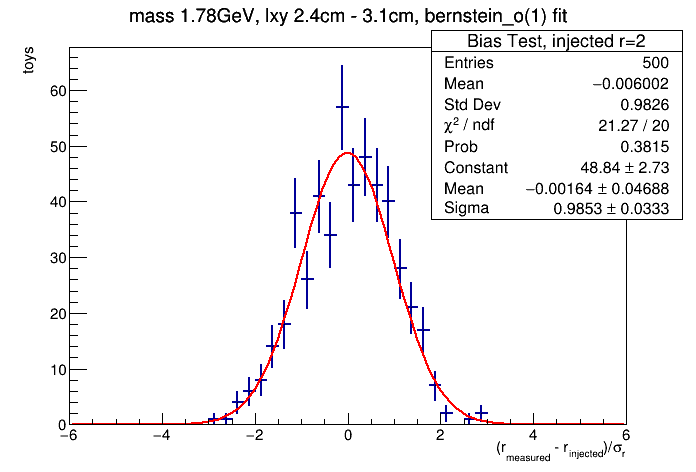 mass 1.78GeV, lxy 2.4cm - 3.1cm, bernstein_o(1) fit
toys
Bias Test, injected r=2
Entries 500
Mean −0.006002
Std Dev 0.9826
χ² / ndf 21.27 / 20
Prob 0.3815
Constant 48.84 ± 2.73
Mean −0.00164 ± 0.04688
Sigma 0.9853 ± 0.0333
60
50
40
30
20
10
0
−6 −4 −2 0 2 4 6
(r_measured - r_injected)/σ_r